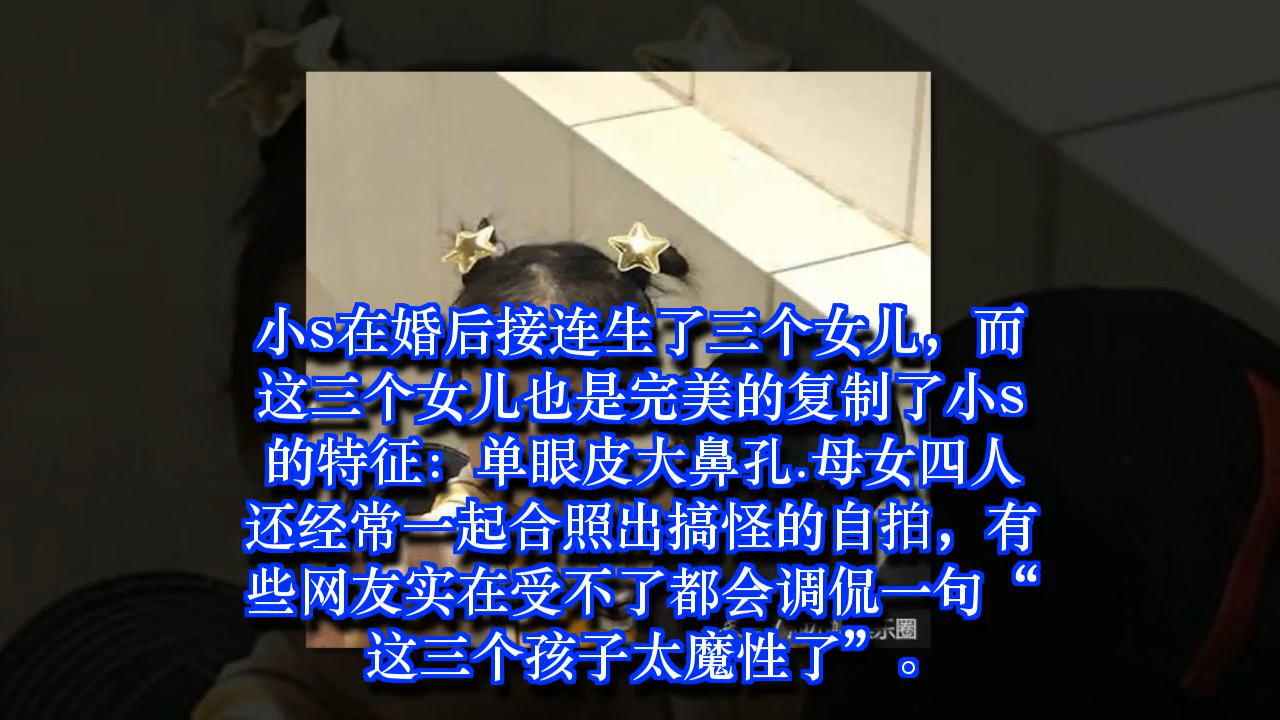 小s在婚后接连生了三个女儿，而
这三个女儿也是完美的复制了小s
的特征：单眼皮大鼻孔.母女四人
还经常一起合照出搞怪的自拍，有
些网友实在受不了都会调侃一句“
这三个孩子太魔性了”。
乐圈